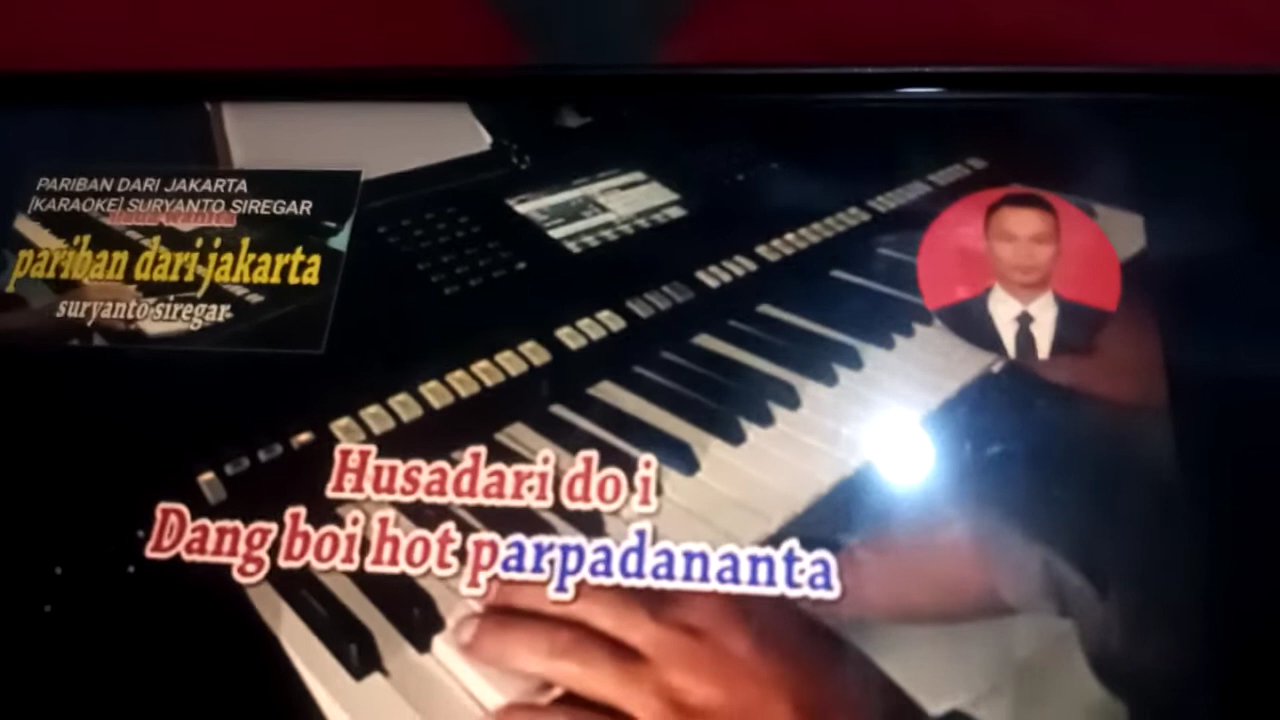 PARIBAN DARI JAKARTA
[KARAOKE] SURYANTO SIREGAR
pariban dari jakarta
suryanto siregar
Husadari do i
Dang boi hot parpadananta